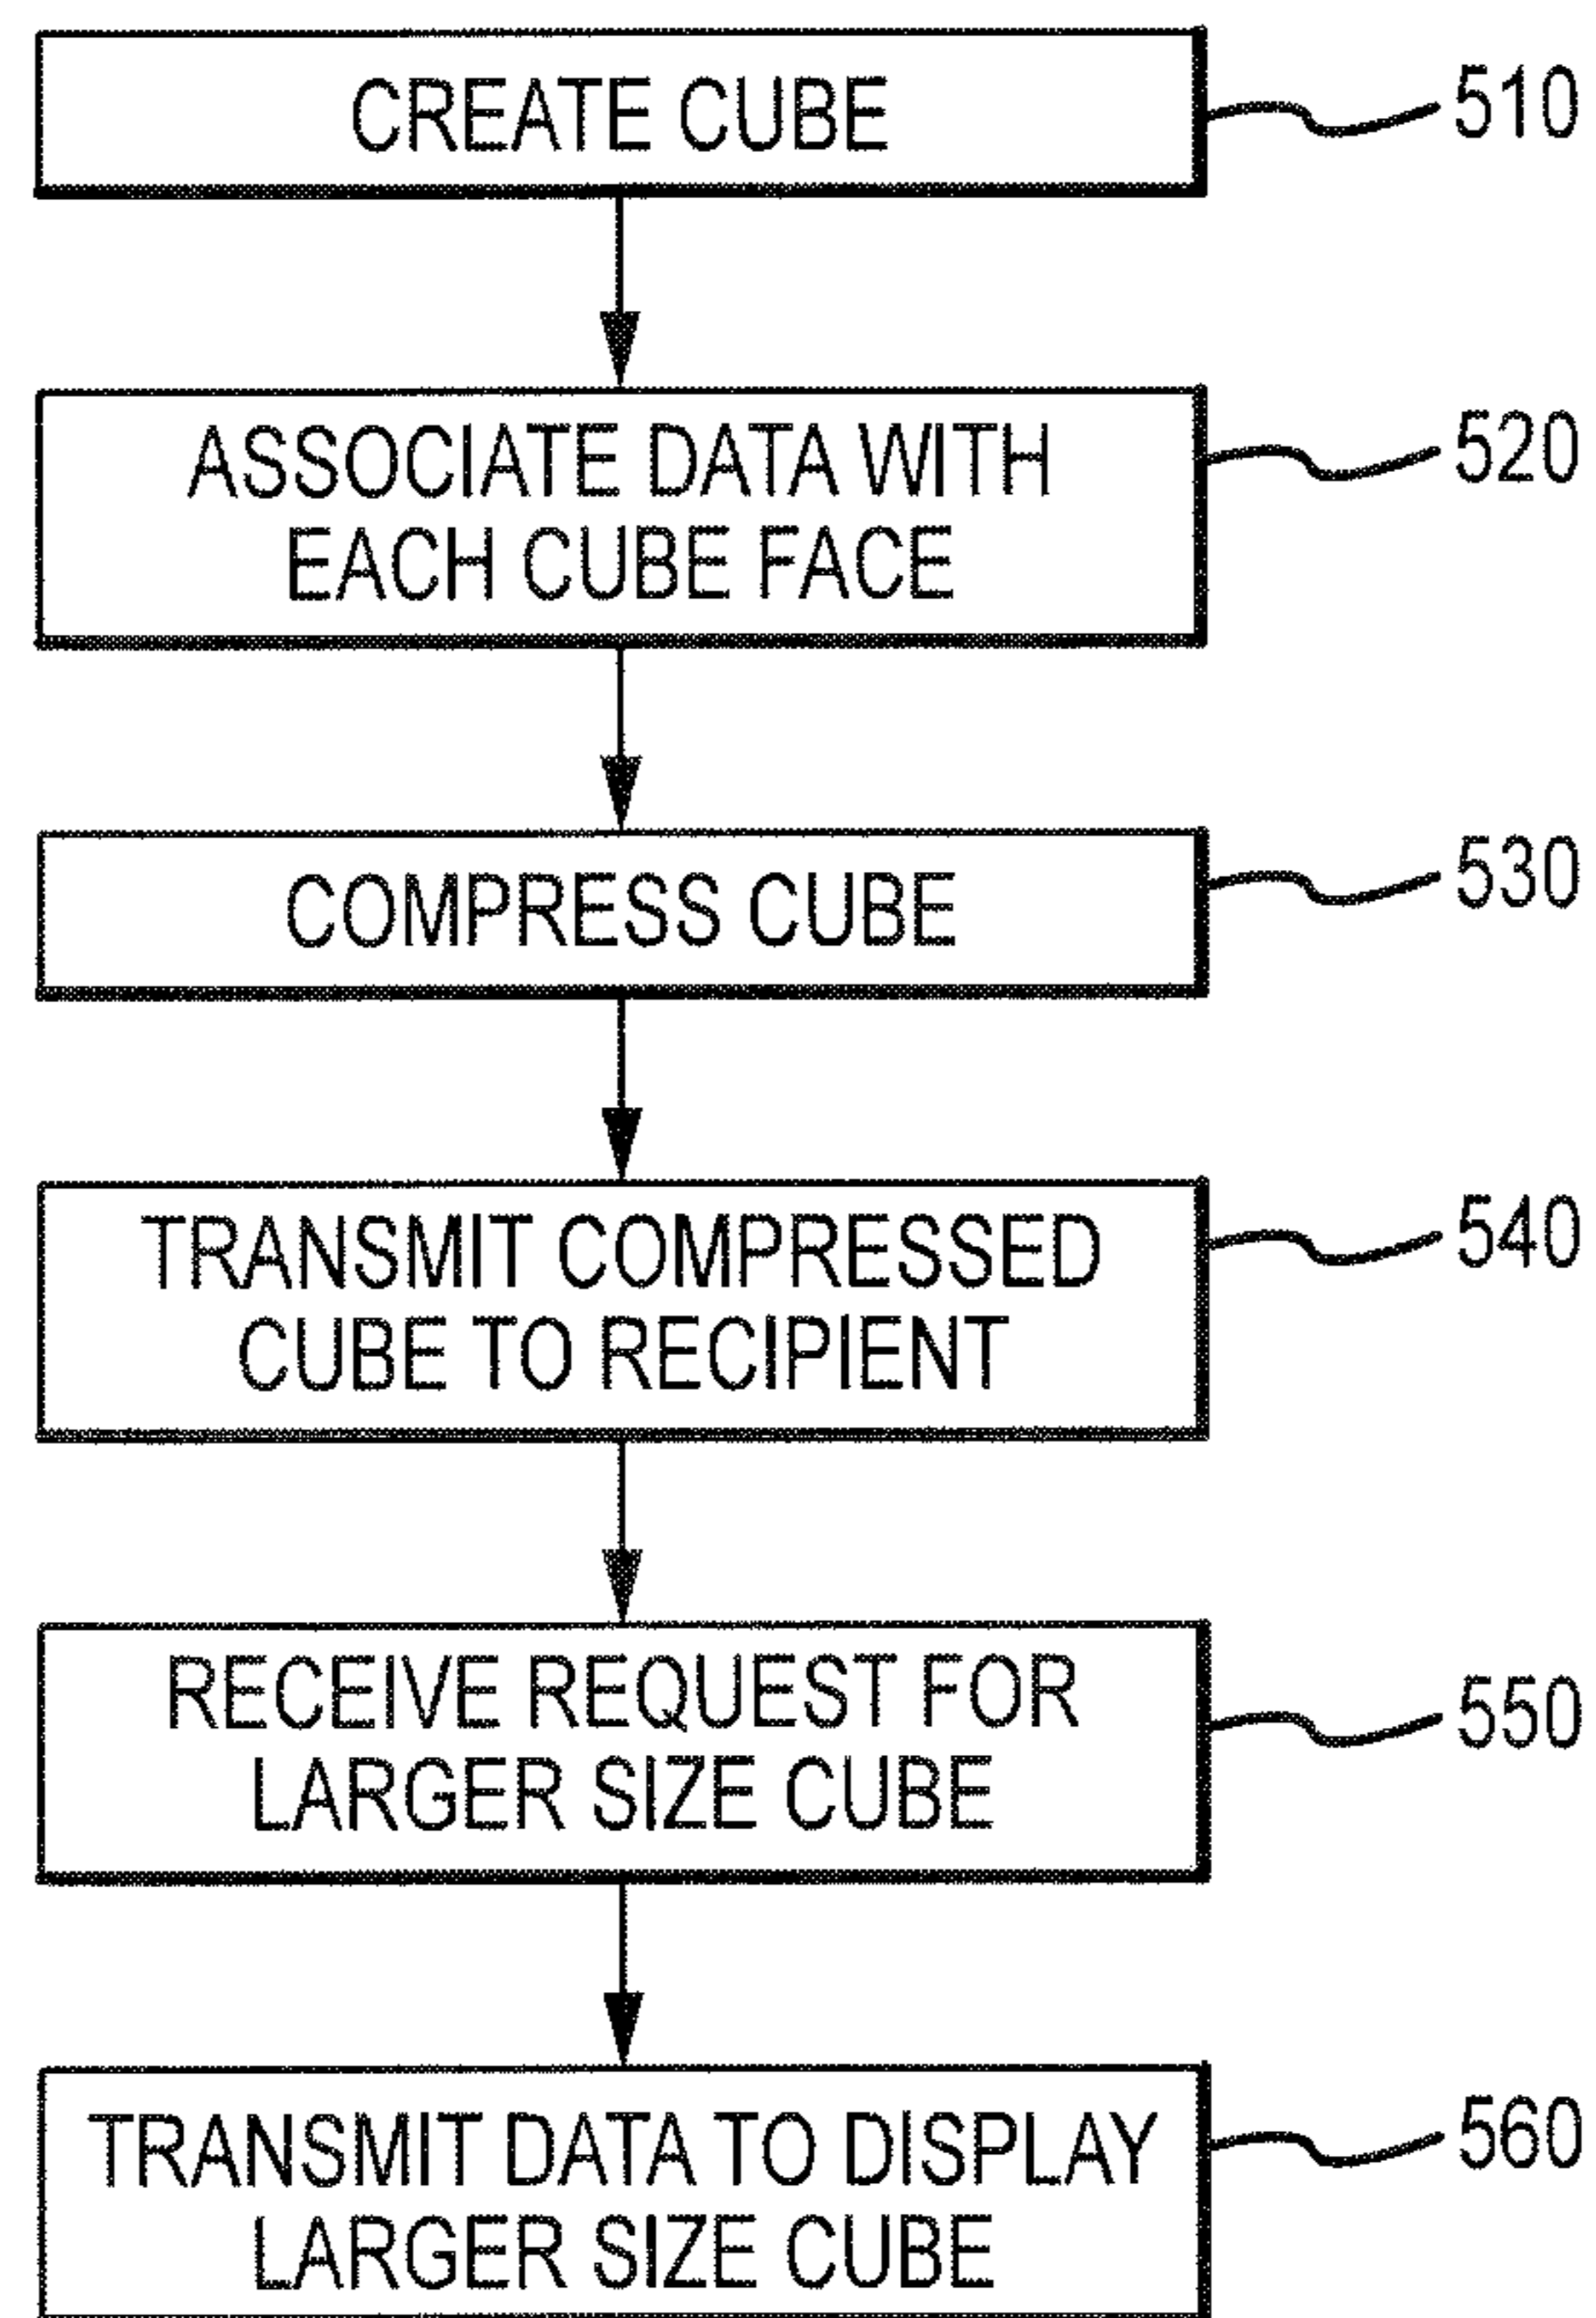 CREATE CUBE
510
ASSOCIATE DATA WITH
EACH CUBE FACE
520
COMPRESS CUBE
530
TRANSMIT COMPRESSED
CUBE TO RECIPIENT
540
RECEIVE REQUEST FOR
LARGER SIZE CUBE
550
TRANSMIT DATA TO DISPLAY
LARGER SIZE CUBE
560